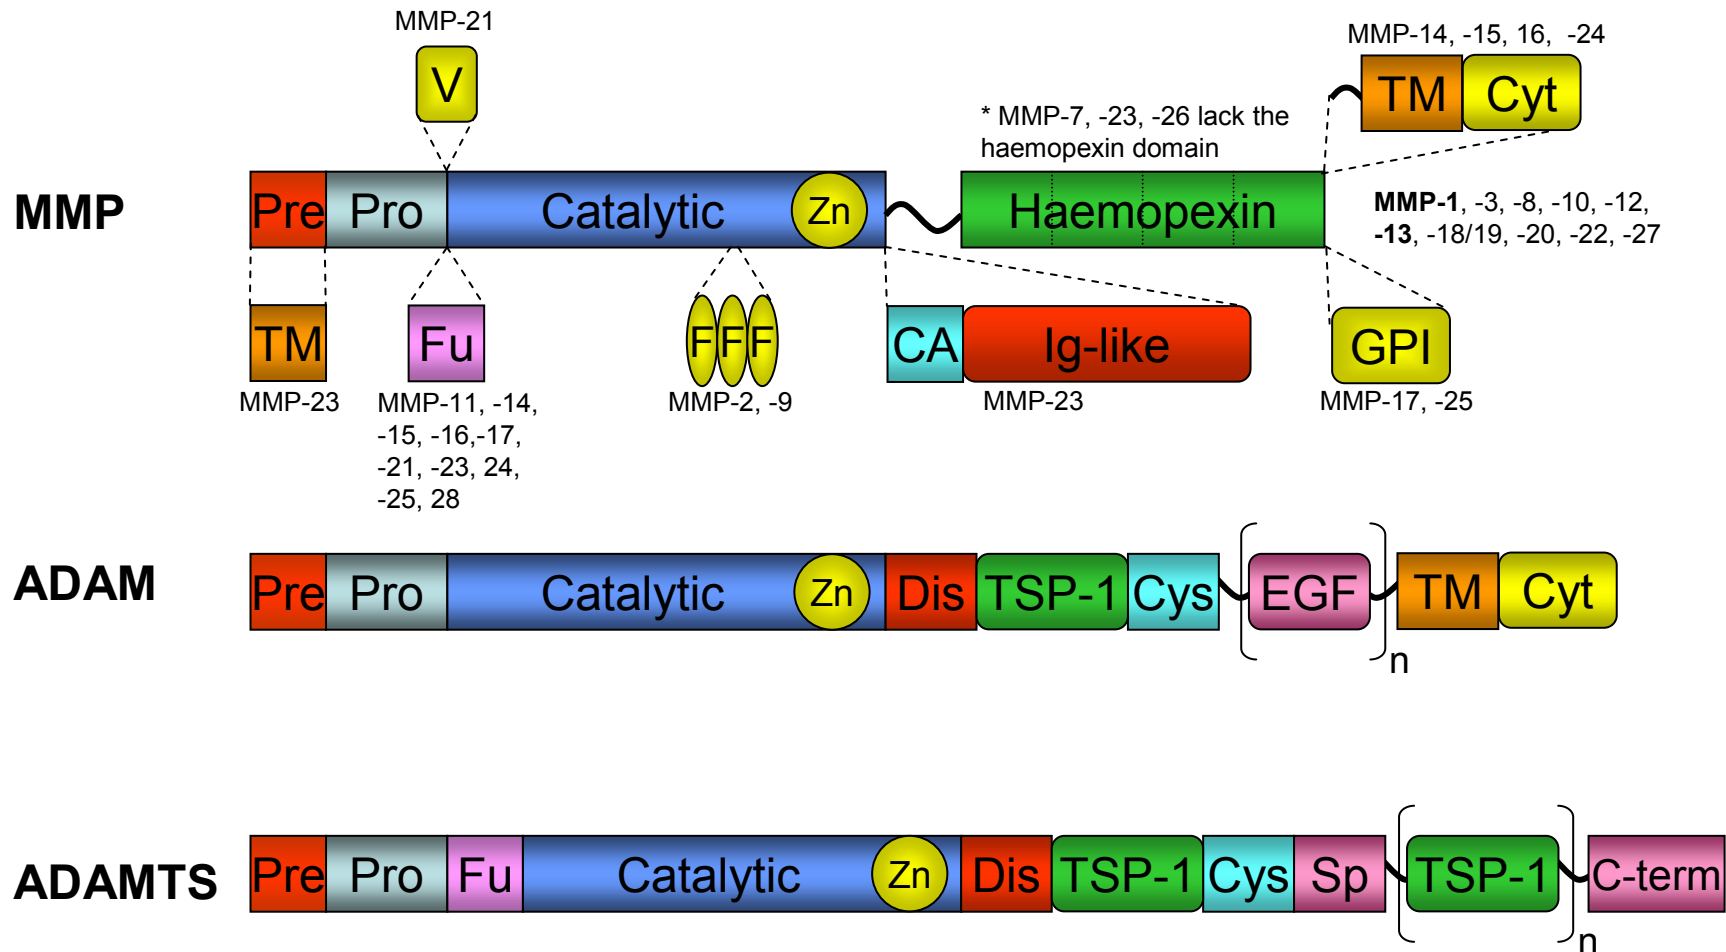 MMP-21
V
MMP-14, -15, 16, -24
TM Cyt
* MMP-7, -23, -26 lack the
haemopexin domain
MMP
Pre Pro Catalytic Zn Haemopexin
MMP-1, -3, -8, -10, -12,
-13, -18/19, -20, -22, -27
TM Fu F F F CA Ig-like GPI
MMP-23
MMP-11, -14,
-15, -16,-17,
-21, -23, 24,
-25, 28
MMP-2, -9
MMP-23
MMP-17, -25
ADAM
Pre Pro Catalytic Zn Dis TSP-1 Cys EGF TM Cyt
n
ADAMTS
Pre Pro Fu Catalytic Zn Dis TSP-1 Cys Sp TSP-1 C-term
n